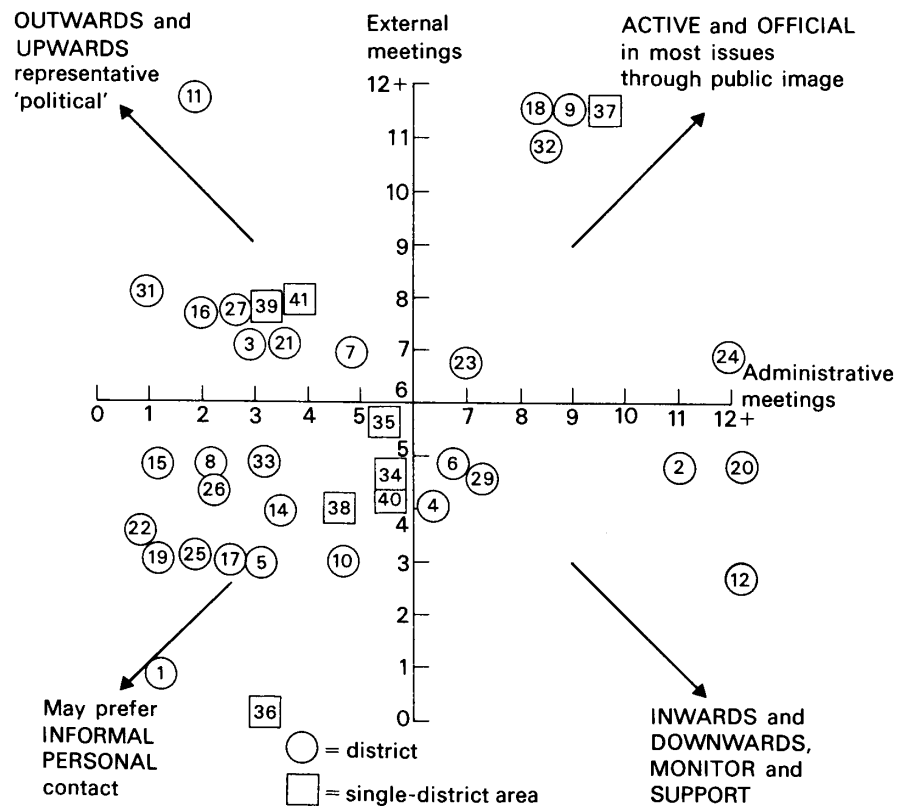 OUTWARDS and
UPWARDS
representative
'political'
External
meetings
ACTIVE and OFFICIAL
in most issues
through public image
12+
11
10
9
8
7
6
5
4
3
2
1
0
0 1 2 3 4 5 7 8 9 10 11 12+
Administrative
meetings
11
18 9 37
32
31
16 27 39 41
3 21 7
23
24
35
15 8 33
26
34
40
6
29
2
20
14
38
4
22
19 25 17 5
10
12
1
36
May prefer
INFORMAL
PERSONAL
contact
INWARDS and
DOWNWARDS,
MONITOR and
SUPPORT
= district
= single-district area